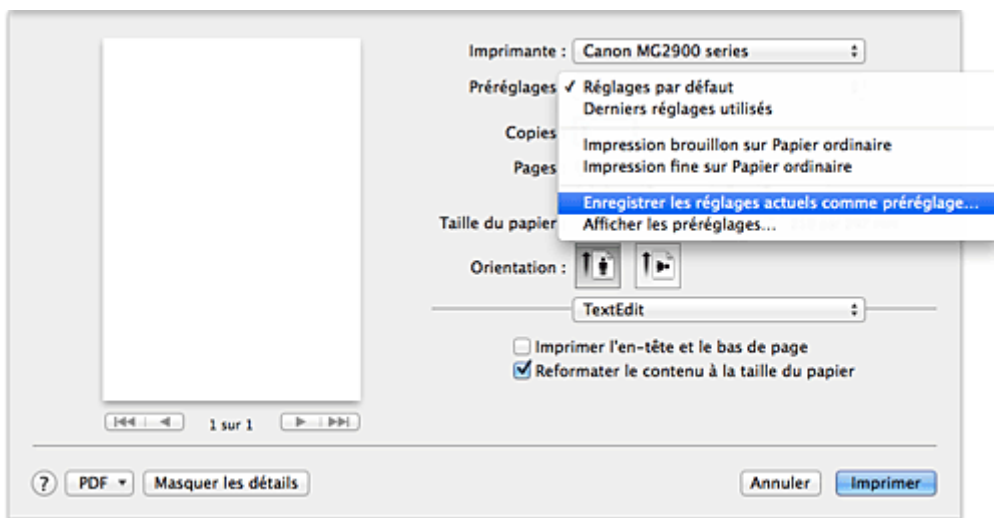 Imprimante : Canon MG2900 series
Préréglages ✓ Réglages par défaut
Derniers réglages utilisés
Copies
Impression brouillon sur Papier ordinaire
Pages
Impression fine sur Papier ordinaire
Enregistrer les réglages actuels comme préréglage...
Taille du papier
Afficher les préréglages...
Orientation :
TextEdit
Imprimer l'en-tête et le bas de page
Reformater le contenu à la taille du papier
1 sur 1
? PDF Masquer les détails Annuler Imprimer